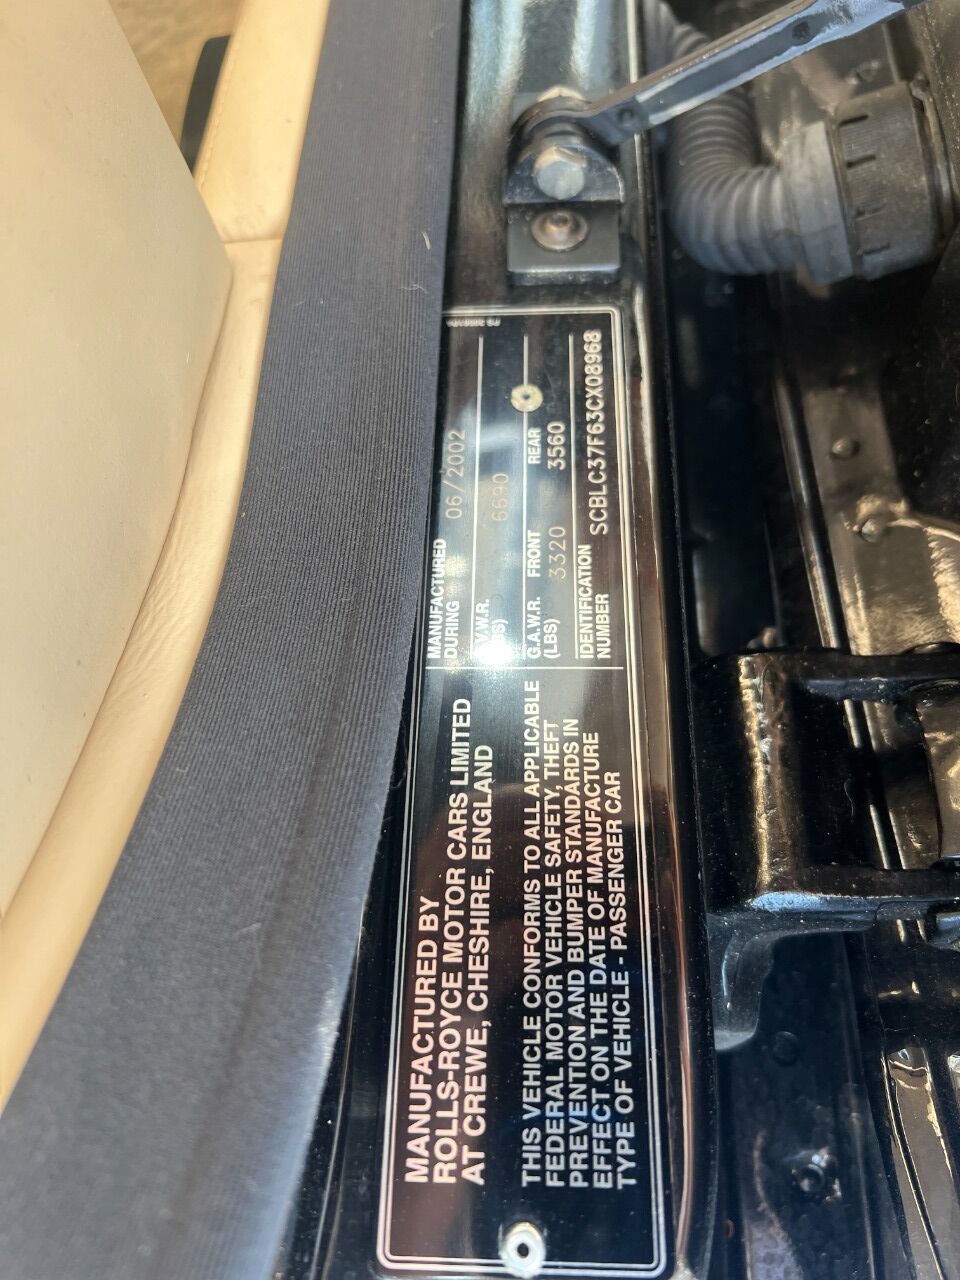 MANUFACTURED BY
ROLLS-ROYCE MOTOR CARS LIMITED
AT CREWE, CHESHIRE, ENGLAND
THIS VEHICLE CONFORMS TO ALL APPLICABLE
FEDERAL MOTOR VEHICLE SAFETY, THEFT
PREVENTION AND BUMPER STANDARDS IN
EFFECT ON THE DATE OF MANUFACTURE
TYPE OF VEHICLE - PASSENGER CAR
MANUFACTURED
DURING 06/2002
6690
G.A.W.R. FRONT REAR
(LBS) 3320 3560
IDENTIFICATION
NUMBER SCBLC37F63CX08968